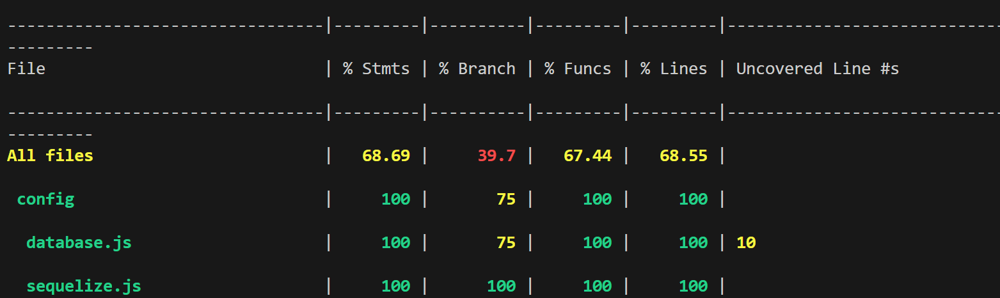 ---------------------------------|---------|----------|---------|---------|-----------------------------
---------
File                             | % Stmts | % Branch | % Funcs | % Lines | Uncovered Line #s
---------------------------------|---------|----------|---------|---------|-----------------------------
---------
All files                        |   68.69 |     39.7 |   67.44 |   68.55 |
 config                          |     100 |       75 |     100 |     100 |
  database.js                    |     100 |       75 |     100 |     100 | 10
  sequelize.js                   |     100 |      100 |     100 |     100 |